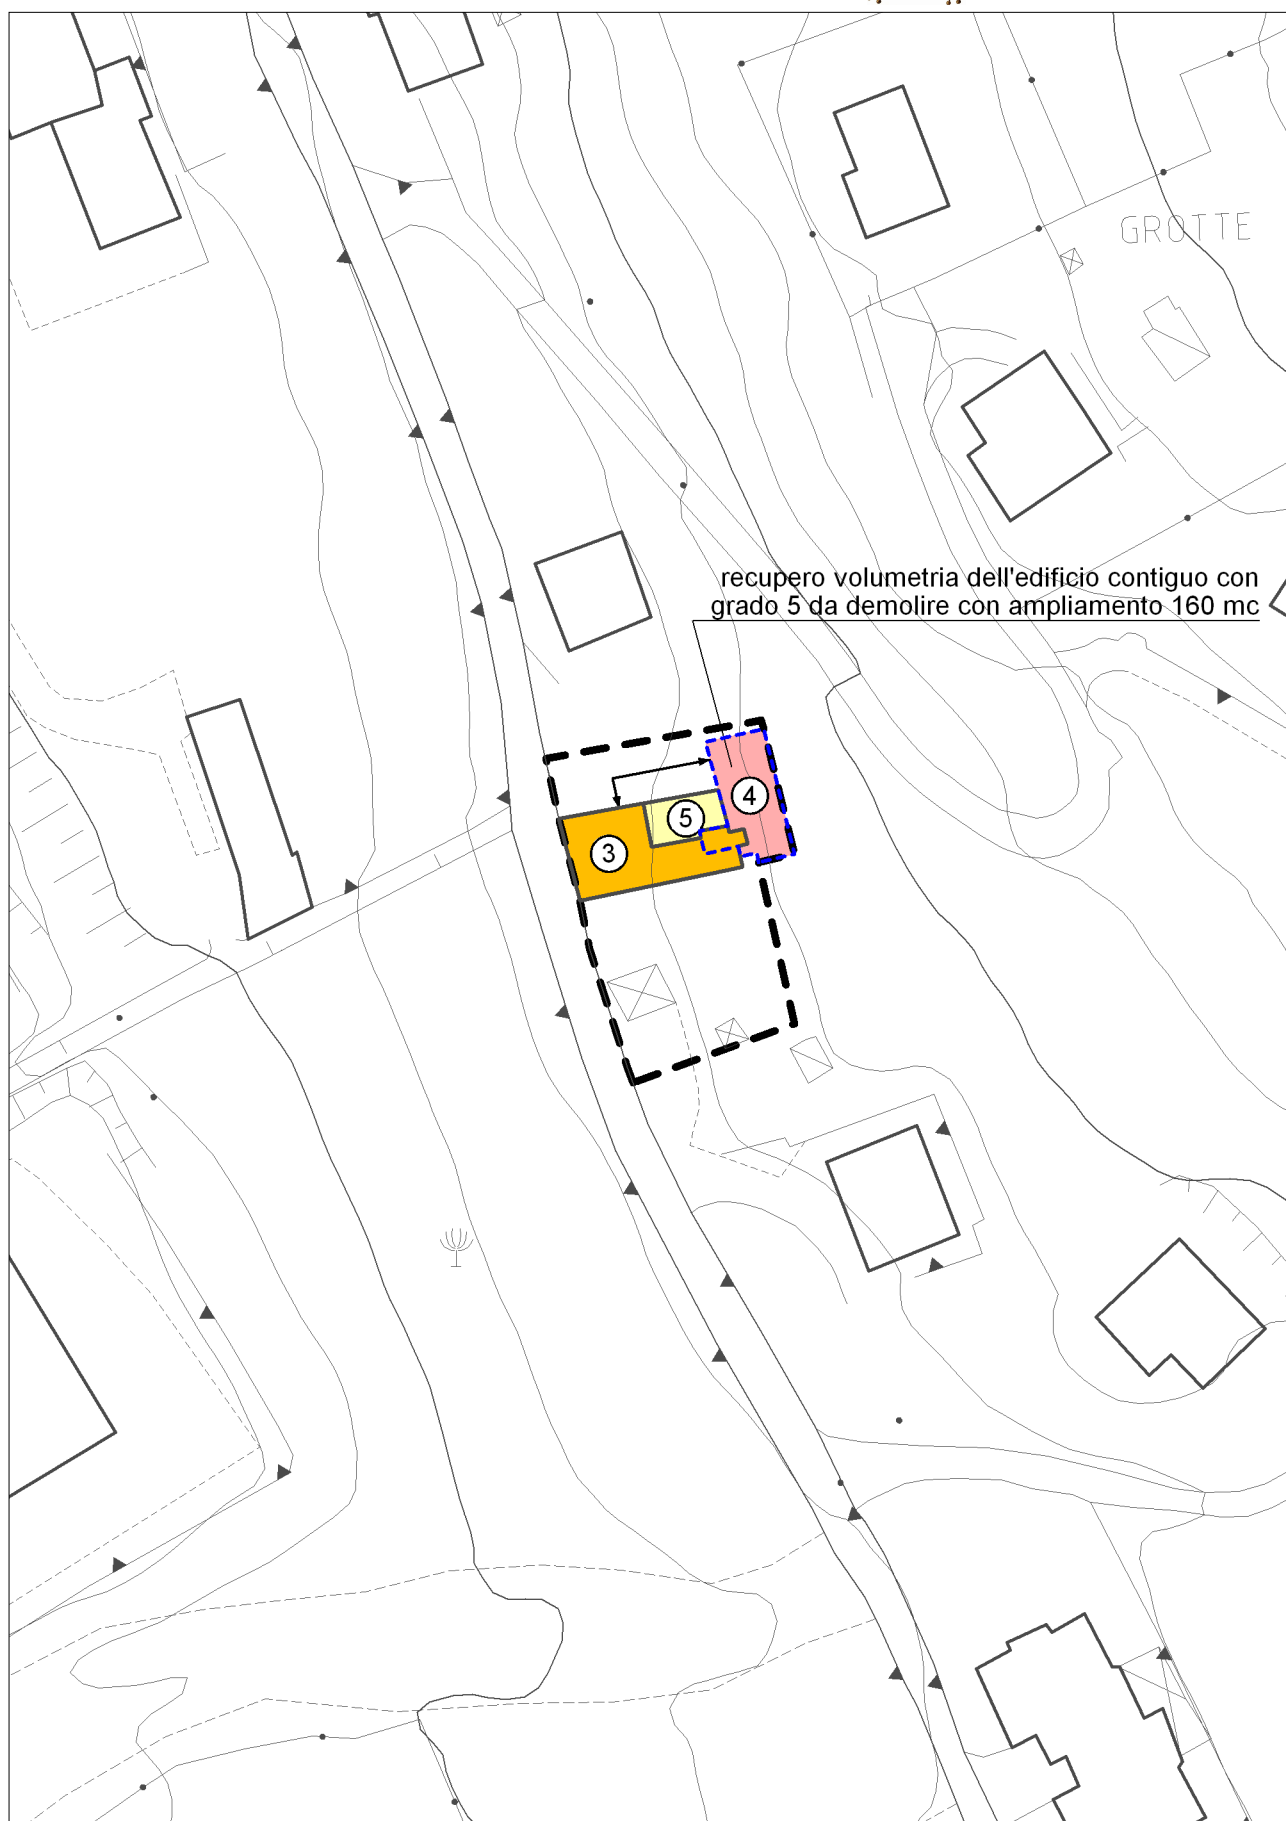 GROTTE
recupero volumetria dell'edificio contiguo con
grado 5 da demolire con ampliamento 160 mc
4
5
3